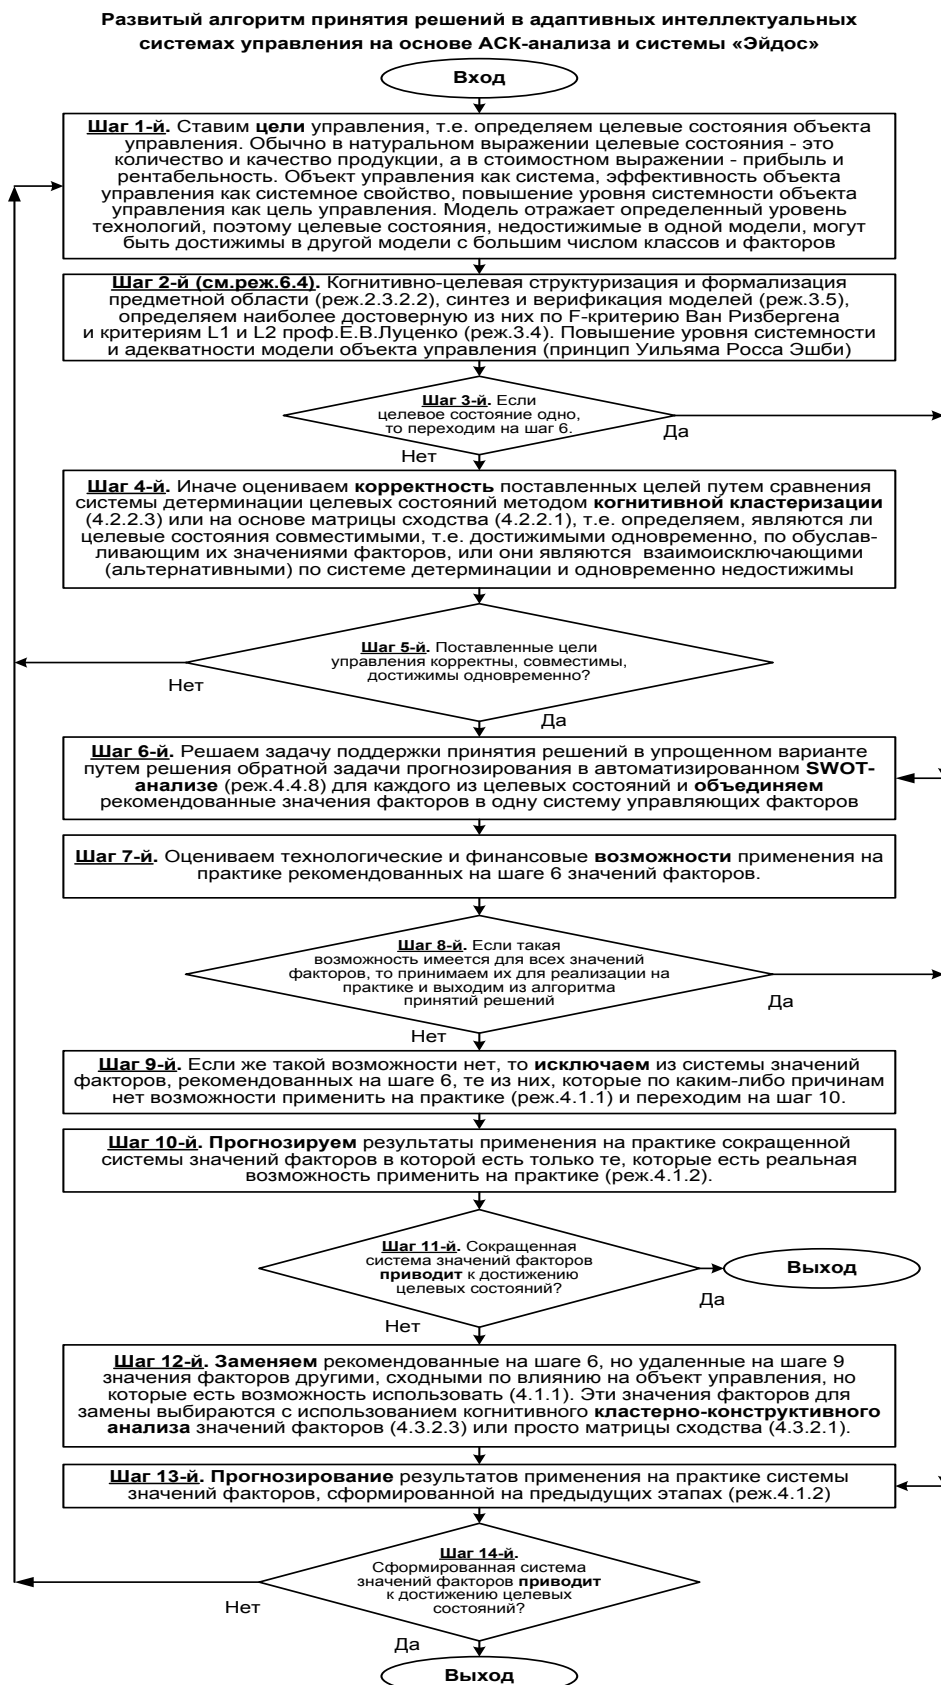 Развитый алгоритм принятия решений в адаптивных интеллектуальных
системах управления на основе АСК-анализа и системы «Эйдос»
Вход
Шаг 1-й. Ставим цели управления, т.е. определяем целевые состояния объекта
управления. Обычно в натуральном выражении целевые состояния - это
количество и качество продукции, а в стоимостном выражении - прибыль и
рентабельность. Объект управления как система, эффективность объекта
управления как системное свойство, повышение уровня системности объекта
управления как цель управления. Модель отражает определенный уровень
технологий, поэтому целевые состояния, недостижимые в одной модели, могут
быть достижимы в другой модели с большим числом классов и факторов
Шаг 2-й (см.реж.6.4). Когнитивно-целевая структуризация и формализация
предметной области (реж.2.3.2.2), синтез и верификация моделей (реж.3.5),
определяем наиболее достоверную из них по F-критерию Ван Ризбергена
и критериям L1 и L2 проф.Е.В.Луценко (реж.3.4). Повышение уровня системности
и адекватности модели объекта управления (принцип Уильяма Росса Эшби)
Шаг 3-й. Если
целевое состояние одно,
то переходим на шаг 6.
Да
Нет
Шаг 4-й. Иначе оцениваем корректность поставленных целей путем сравнения
системы детерминации целевых состояний методом когнитивной кластеризации
(4.2.2.3) или на основе матрицы сходства (4.2.2.1), т.е. определяем, являются ли
целевые состояния совместимыми, т.е. достижимыми одновременно, по обуслав-
ливающим их значениями факторов, или они являются взаимоисключающими
(альтернативными) по системе детерминации и одновременно недостижимы
Шаг 5-й. Поставленные цели
управления корректны, совместимы,
достижимы одновременно?
Нет
Да
Шаг 6-й. Решаем задачу поддержки принятия решений в упрощенном варианте
путем решения обратной задачи прогнозирования в автоматизированном SWOT-
анализе (реж.4.4.8) для каждого из целевых состояний и объединяем
рекомендованные значения факторов в одну систему управляющих факторов
Шаг 7-й. Оцениваем технологические и финансовые возможности применения на
практике рекомендованных на шаге 6 значений факторов.
Шаг 8-й. Если такая
возможность имеется для всех значений
факторов, то принимаем их для реализации на
практике и выходим из алгоритма
принятий решений
Да
Нет
Шаг 9-й. Если же такой возможности нет, то исключаем из системы значений
факторов, рекомендованных на шаге 6, те из них, которые по каким-либо причинам
нет возможности применить на практике (реж.4.1.1) и переходим на шаг 10.
Шаг 10-й. Прогнозируем результаты применения на практике сокращенной
системы значений факторов в которой есть только те, которые есть реальная
возможность применить на практике (реж.4.1.2).
Шаг 11-й. Сокращенная
система значений факторов
приводит к достижению
целевых состояний?
Выход
Да
Нет
Шаг 12-й. Заменяем рекомендованные на шаге 6, но удаленные на шаге 9
значения факторов другими, сходными по влиянию на объект управления, но
которые есть возможность использовать (4.1.1). Эти значения факторов для
замены выбираются с использованием когнитивного кластерно-конструктивного
анализа значений факторов (4.3.2.3) или просто матрицы сходства (4.3.2.1).
Шаг 13-й. Прогнозирование результатов применения на практике системы
значений факторов, сформированной на предыдущих этапах (реж.4.1.2)
Шаг 14-й.
Сформированная система
значений факторов приводит
к достижению целевых
состояний?
Нет
Да
Выход